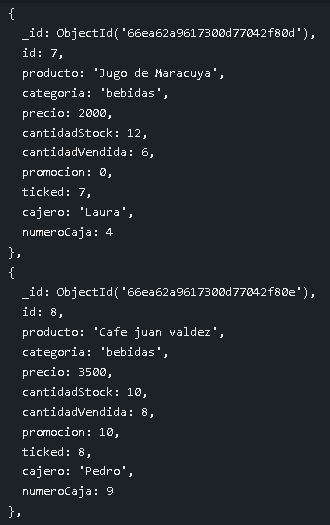 {
  _id: ObjectId('66ea62a9617300d77042f80d'),
  id: 7,
  producto: 'Jugo de Maracuya',
  categoria: 'bebidas',
  precio: 2000,
  cantidadStock: 12,
  cantidadVendida: 6,
  promocion: 0,
  ticked: 7,
  cajero: 'Laura',
  numeroCaja: 4
},
{
  _id: ObjectId('66ea62a9617300d77042f80e'),
  id: 8,
  producto: 'Cafe juan valdez',
  categoria: 'bebidas',
  precio: 3500,
  cantidadStock: 10,
  cantidadVendida: 8,
  promocion: 10,
  ticked: 8,
  cajero: 'Pedro',
  numeroCaja: 9
},